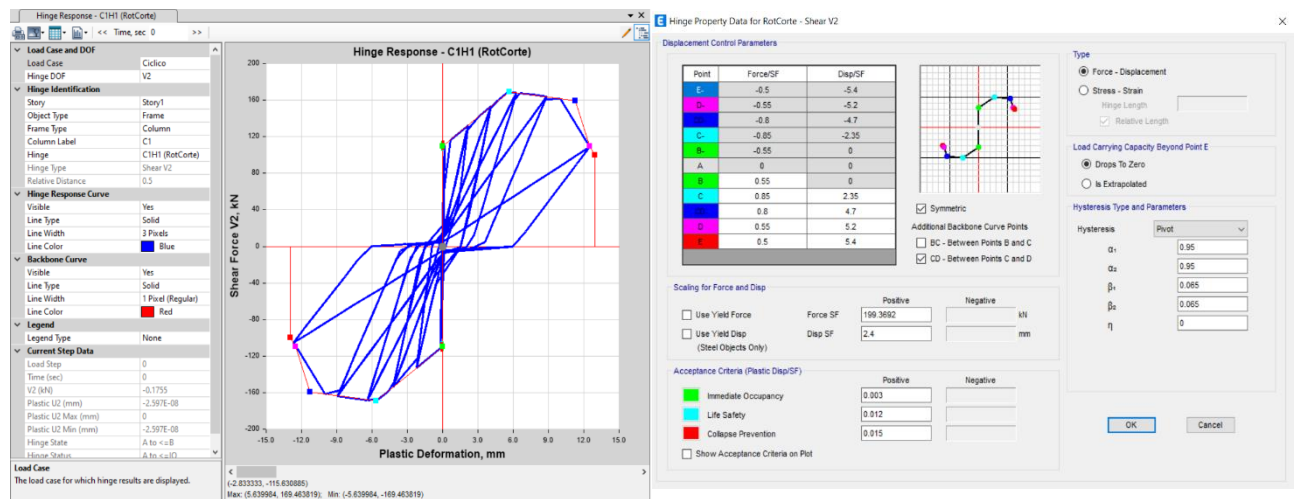 Hinge Response - C1H1 (RotCorte)
<< Time, sec 0 >>
Load Case and DOF
Load Case Ciclico
Hinge DOF V2
Hinge Identification
Story Story1
Object Type Frame
Frame Type Column
Column Label C1
Hinge C1H1 (RotCorte)
Hinge Type Shear V2
Relative Distance 0.5
Hinge Response Curve
Visible Yes
Line Type Solid
Line Width 3 Pixels
Line Color Blue
Backbone Curve
Visible Yes
Line Type Solid
Line Width 1 Pixel (Regular)
Line Color Red
Legend
Legend Type None
Current Step Data
Load Step 0
Time (sec) 0
V2 (kN) -0.1755
Plastic U2 (mm) -2.597E-08
Plastic U2 Max (mm) 0
Plastic U2 Min (mm) -2.597E-08
Hinge State A to <=B
Hinge Status A to <=IO
Load Case
The load case for which hinge results are displayed.
Hinge Response - C1H1 (RotCorte)
200
160
120
80
40
0
-40
-80
-120
-160
-200
Shear Force V2, kN
-15.0 -12.0 -9.0 -6.0 -3.0 0.0 3.0 6.0 9.0 12.0 15.0
Plastic Deformation, mm
(-2.833333, -115.630885)
Max: (5.639984, 169.463819); Min: (-5.639984, -169.463819)
E Hinge Property Data for RotCorte - Shear V2
Displacement Control Parameters
Point Force/SF Disp/SF
E- -0.5 -5.4
D- -0.55 -5.2
-0.8 -4.7
C- -0.85 -2.35
B- -0.55 0
A 0 0
B 0.55 0
C 0.85 2.35
0.8 4.7
D 0.55 5.2
E 0.5 5.4
Symmetric
Additional Backbone Curve Points
BC - Between Points B and C
CD - Between Points C and D
Scaling for Force and Disp
Positive Negative
Use Yield Force Force SF 199.3692 kN
Use Yield Disp Disp SF 2.4 mm
(Steel Objects Only)
Acceptance Criteria (Plastic Disp/SF)
Positive Negative
Immediate Occupancy 0.003
Life Safety 0.012
Collapse Prevention 0.015
Show Acceptance Criteria on Plot
Type
Force - Displacement
Stress - Strain
Hinge Length
Relative Length
Load Carrying Capacity Beyond Point E
Drops To Zero
Is Extrapolated
Hysteresis Type and Parameters
Hysteresis Pivot
α₁ 0.95
α₂ 0.95
β₁ 0.065
β₂ 0.065
η 0
OK Cancel